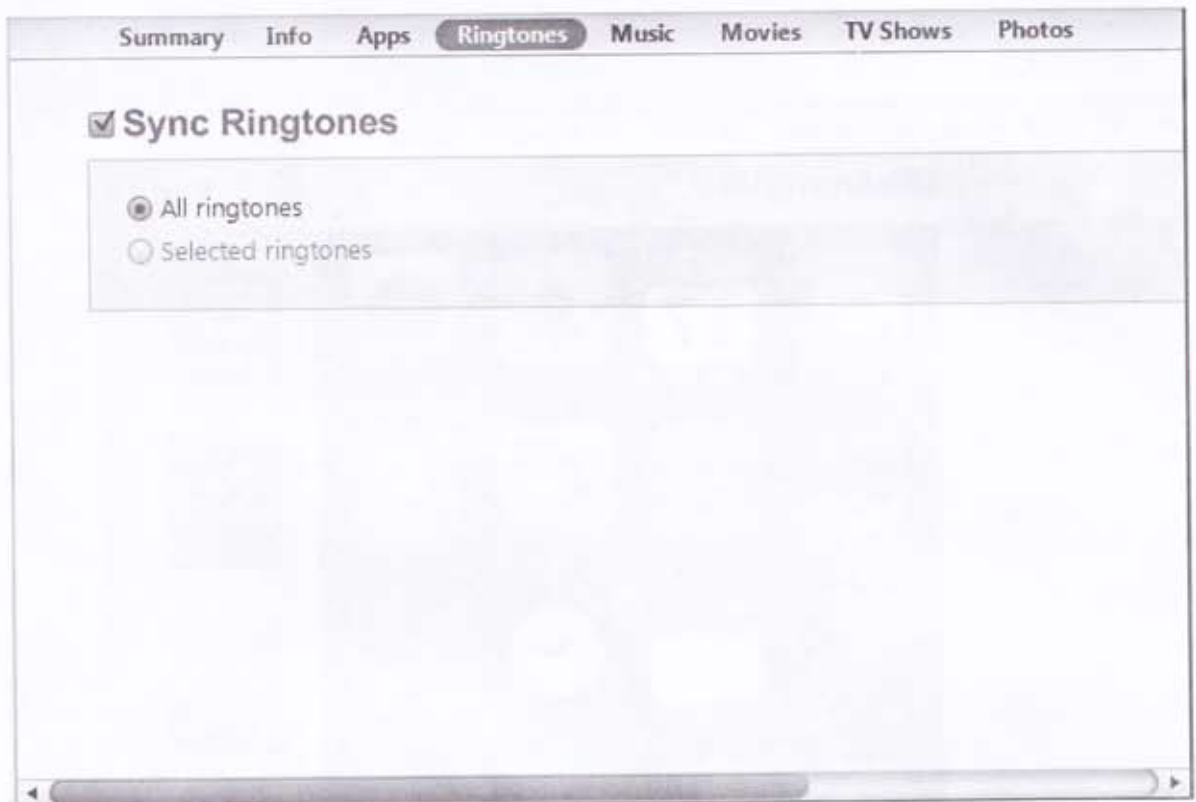 Summary Info Apps Ringtones Music Movies TV Shows Photos
Sync Ringtones
All ringtones
Selected ringtones